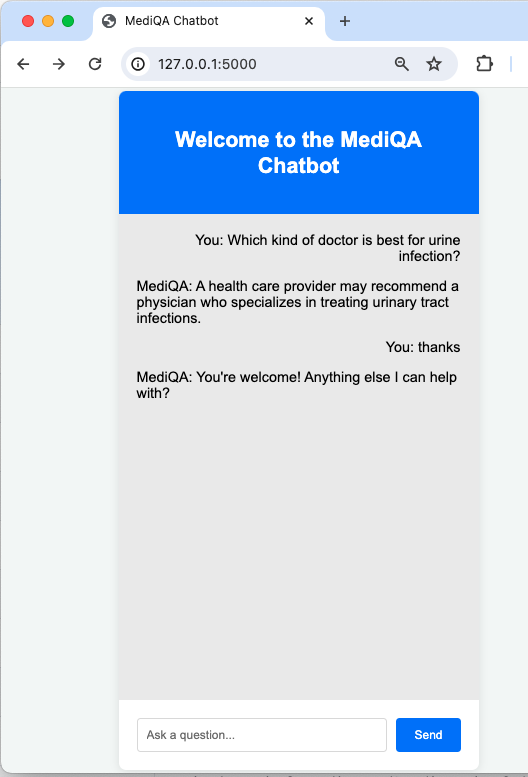 MediQA Chatbot
127.0.0.1:5000
Welcome to the MediQA
Chatbot
You: Which kind of doctor is best for urine
infection?
MediQA: A health care provider may recommend a
physician who specializes in treating urinary tract
infections.
You: thanks
MediQA: You're welcome! Anything else I can help
with?
Ask a question...
Send